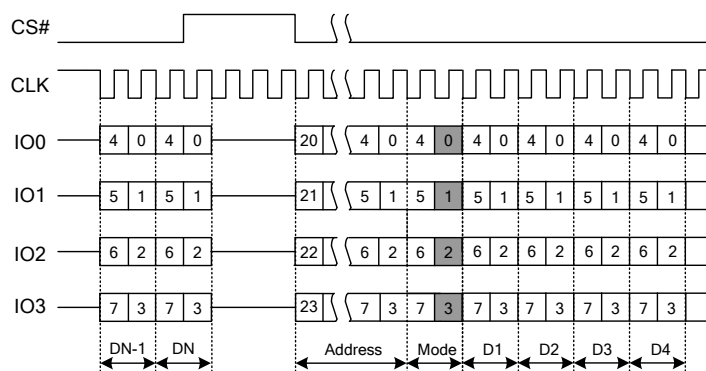 CS#
CLK
IO0 4 0 4 0 20 4 0 4 0 4 0 4 0 4 0 4 0
IO1 5 1 5 1 21 5 1 5 1 5 1 5 1 5 1 5 1
IO2 6 2 6 2 22 6 2 6 2 6 2 6 2 6 2 6 2
IO3 7 3 7 3 23 7 3 7 3 7 3 7 3 7 3 7 3
DN-1 DN Address Mode D1 D2 D3 D4